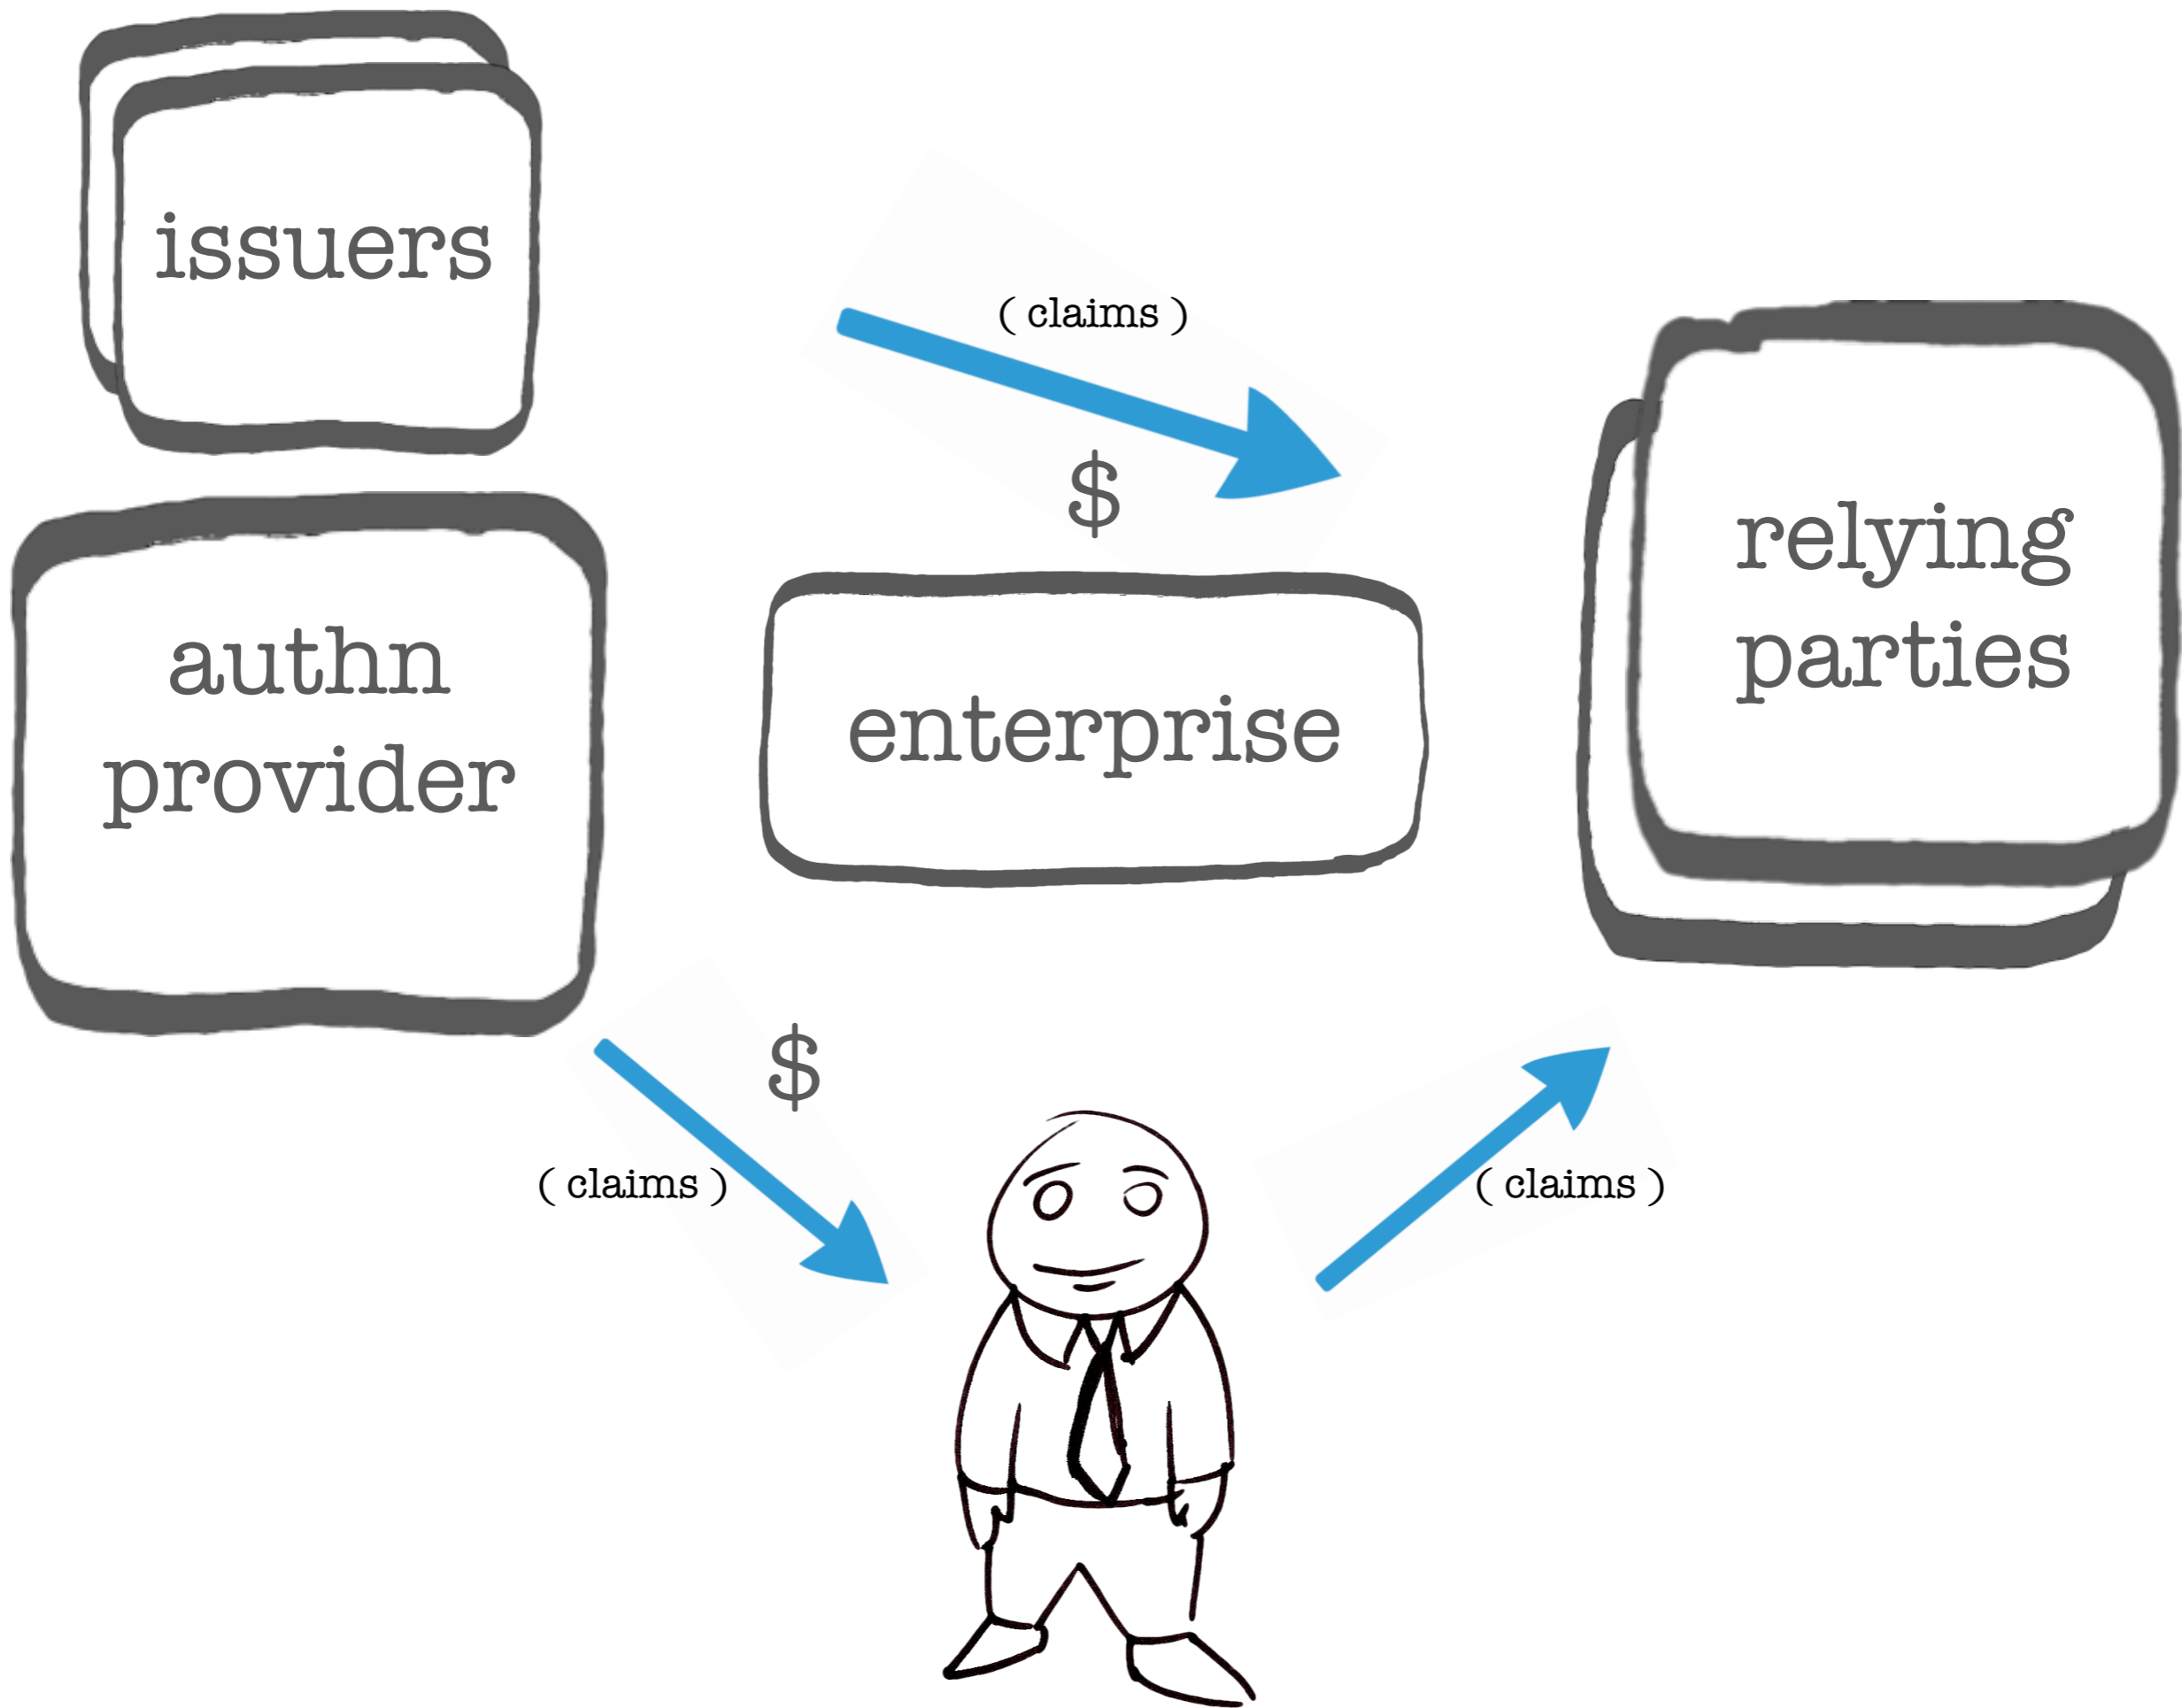 issuers
( claims )
$
authn
provider
enterprise
relying
parties
$
( claims )
( claims )